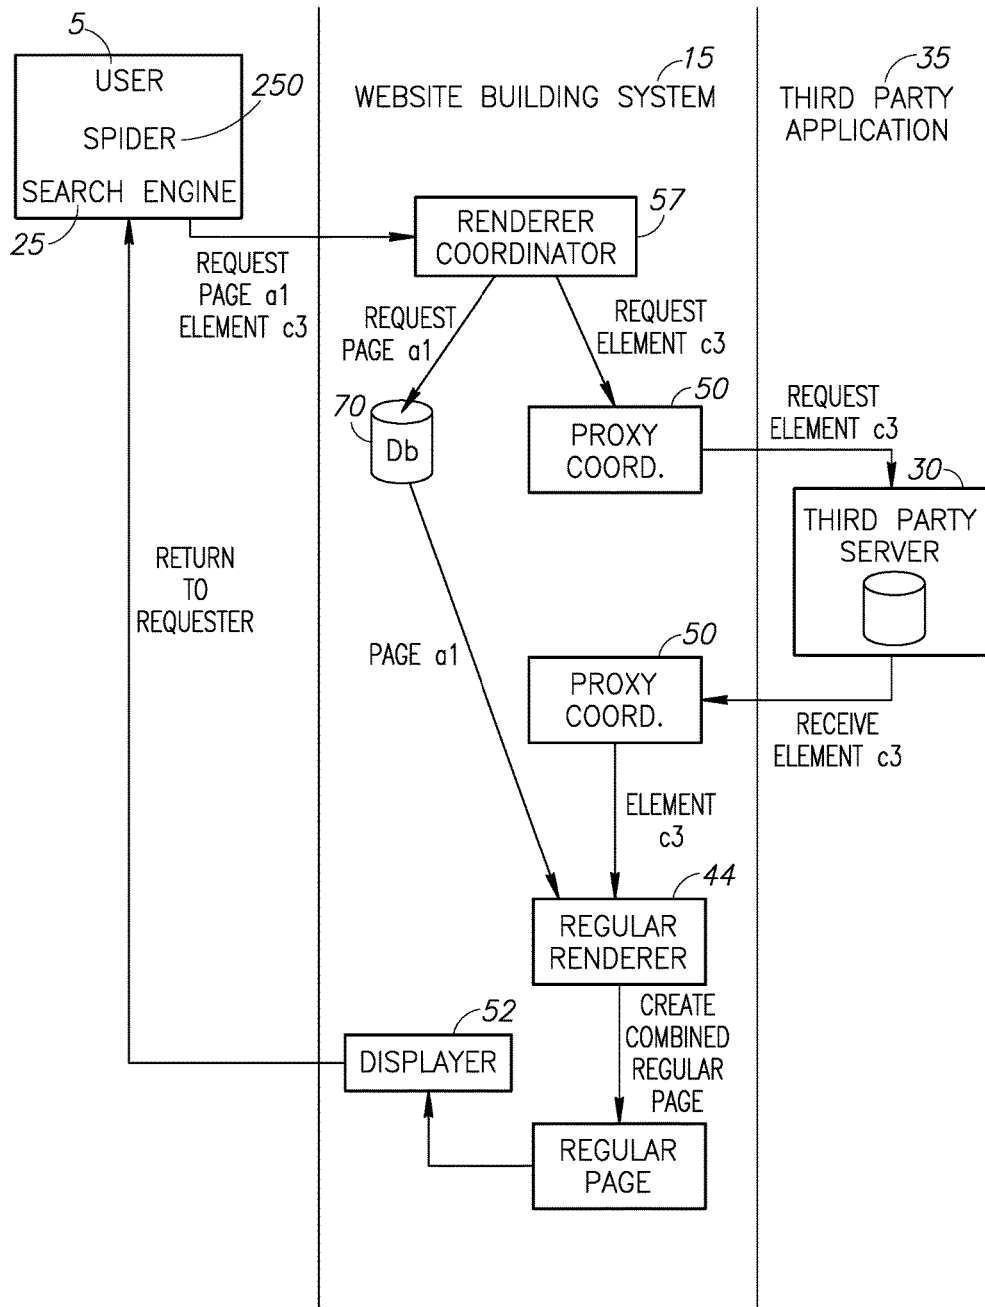 5
USER
250
SPIDER
SEARCH ENGINE
25
REQUEST
PAGE a1
ELEMENT c3
15
WEBSITE BUILDING SYSTEM
35
THIRD PARTY
APPLICATION
57
RENDERER
COORDINATOR
REQUEST
PAGE a1
REQUEST
ELEMENT c3
70
Db
50
PROXY
COORD.
REQUEST
ELEMENT c3
30
THIRD PARTY
SERVER
RETURN
TO
REQUESTER
PAGE a1
50
PROXY
COORD.
RECEIVE
ELEMENT c3
ELEMENT
c3
44
REGULAR
RENDERER
CREATE
COMBINED
REGULAR
PAGE
52
DISPLAYER
REGULAR
PAGE